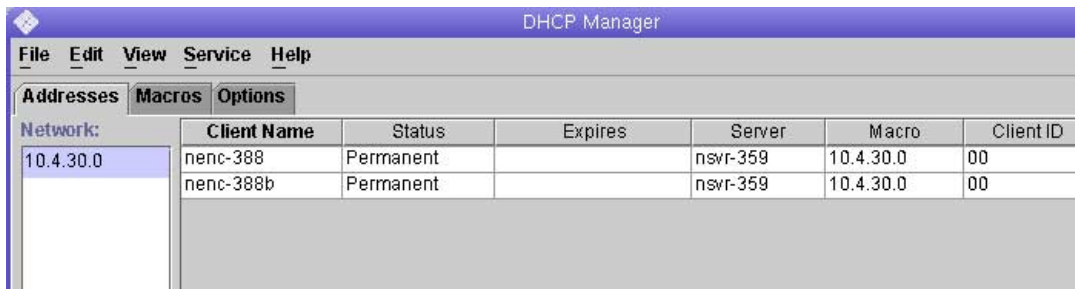 DHCP Manager
File Edit View Service Help
Addresses Macros Options
Network: Client Name Status Expires Server Macro Client ID
10.4.30.0 nenc-388 Permanent nsvr-359 10.4.30.0 00
nenc-388b Permanent nsvr-359 10.4.30.0 00